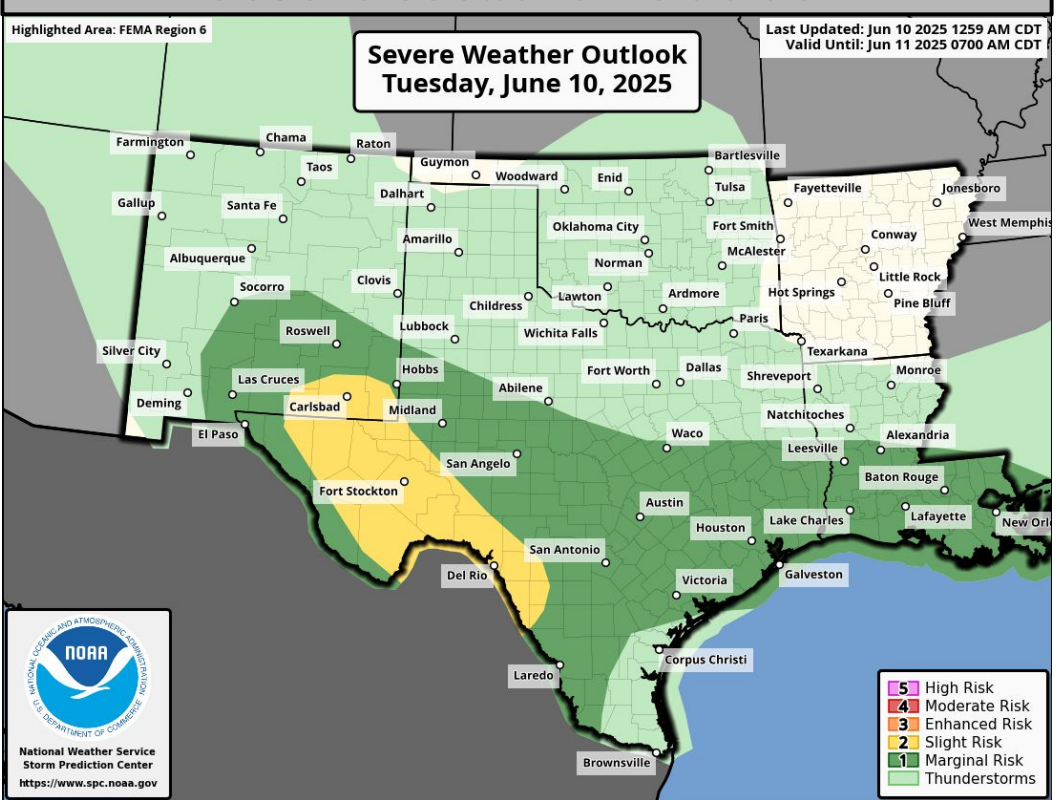 Highlighted Area: FEMA Region 6
Last Updated: Jun 10 2025 1259 AM CDT
Valid Until: Jun 11 2025 0700 AM CDT
Severe Weather Outlook
Tuesday, June 10, 2025
Farmington
Chama
Raton
Taos
Guymon
Woodward
Enid
Bartlesville
Tulsa
Fayetteville
Jonesboro
Gallup
Santa Fe
Dalhart
Oklahoma City
Fort Smith
West Memphis
Albuquerque
Amarillo
Norman
McAlester
Conway
Socorro
Clovis
Childress
Lawton
Ardmore
Hot Springs
Little Rock
Pine Bluff
Roswell
Lubbock
Wichita Falls
Paris
Texarkana
Silver City
Las Cruces
Hobbs
Abilene
Fort Worth
Dallas
Shreveport
Monroe
Deming
Carlsbad
Midland
Natchitoches
El Paso
Waco
Leesville
Alexandria
San Angelo
Fort Stockton
Baton Rouge
Austin
Houston
Lake Charles
Lafayette
New Orl
San Antonio
Del Rio
Victoria
Galveston
Laredo
Corpus Christi
Brownsville
NATIONAL OCEANIC AND ATMOSPHERIC ADMINISTRATION
NOAA
U.S. DEPARTMENT OF COMMERCE
National Weather Service
Storm Prediction Center
https://www.spc.noaa.gov
5 High Risk
4 Moderate Risk
3 Enhanced Risk
2 Slight Risk
1 Marginal Risk
Thunderstorms